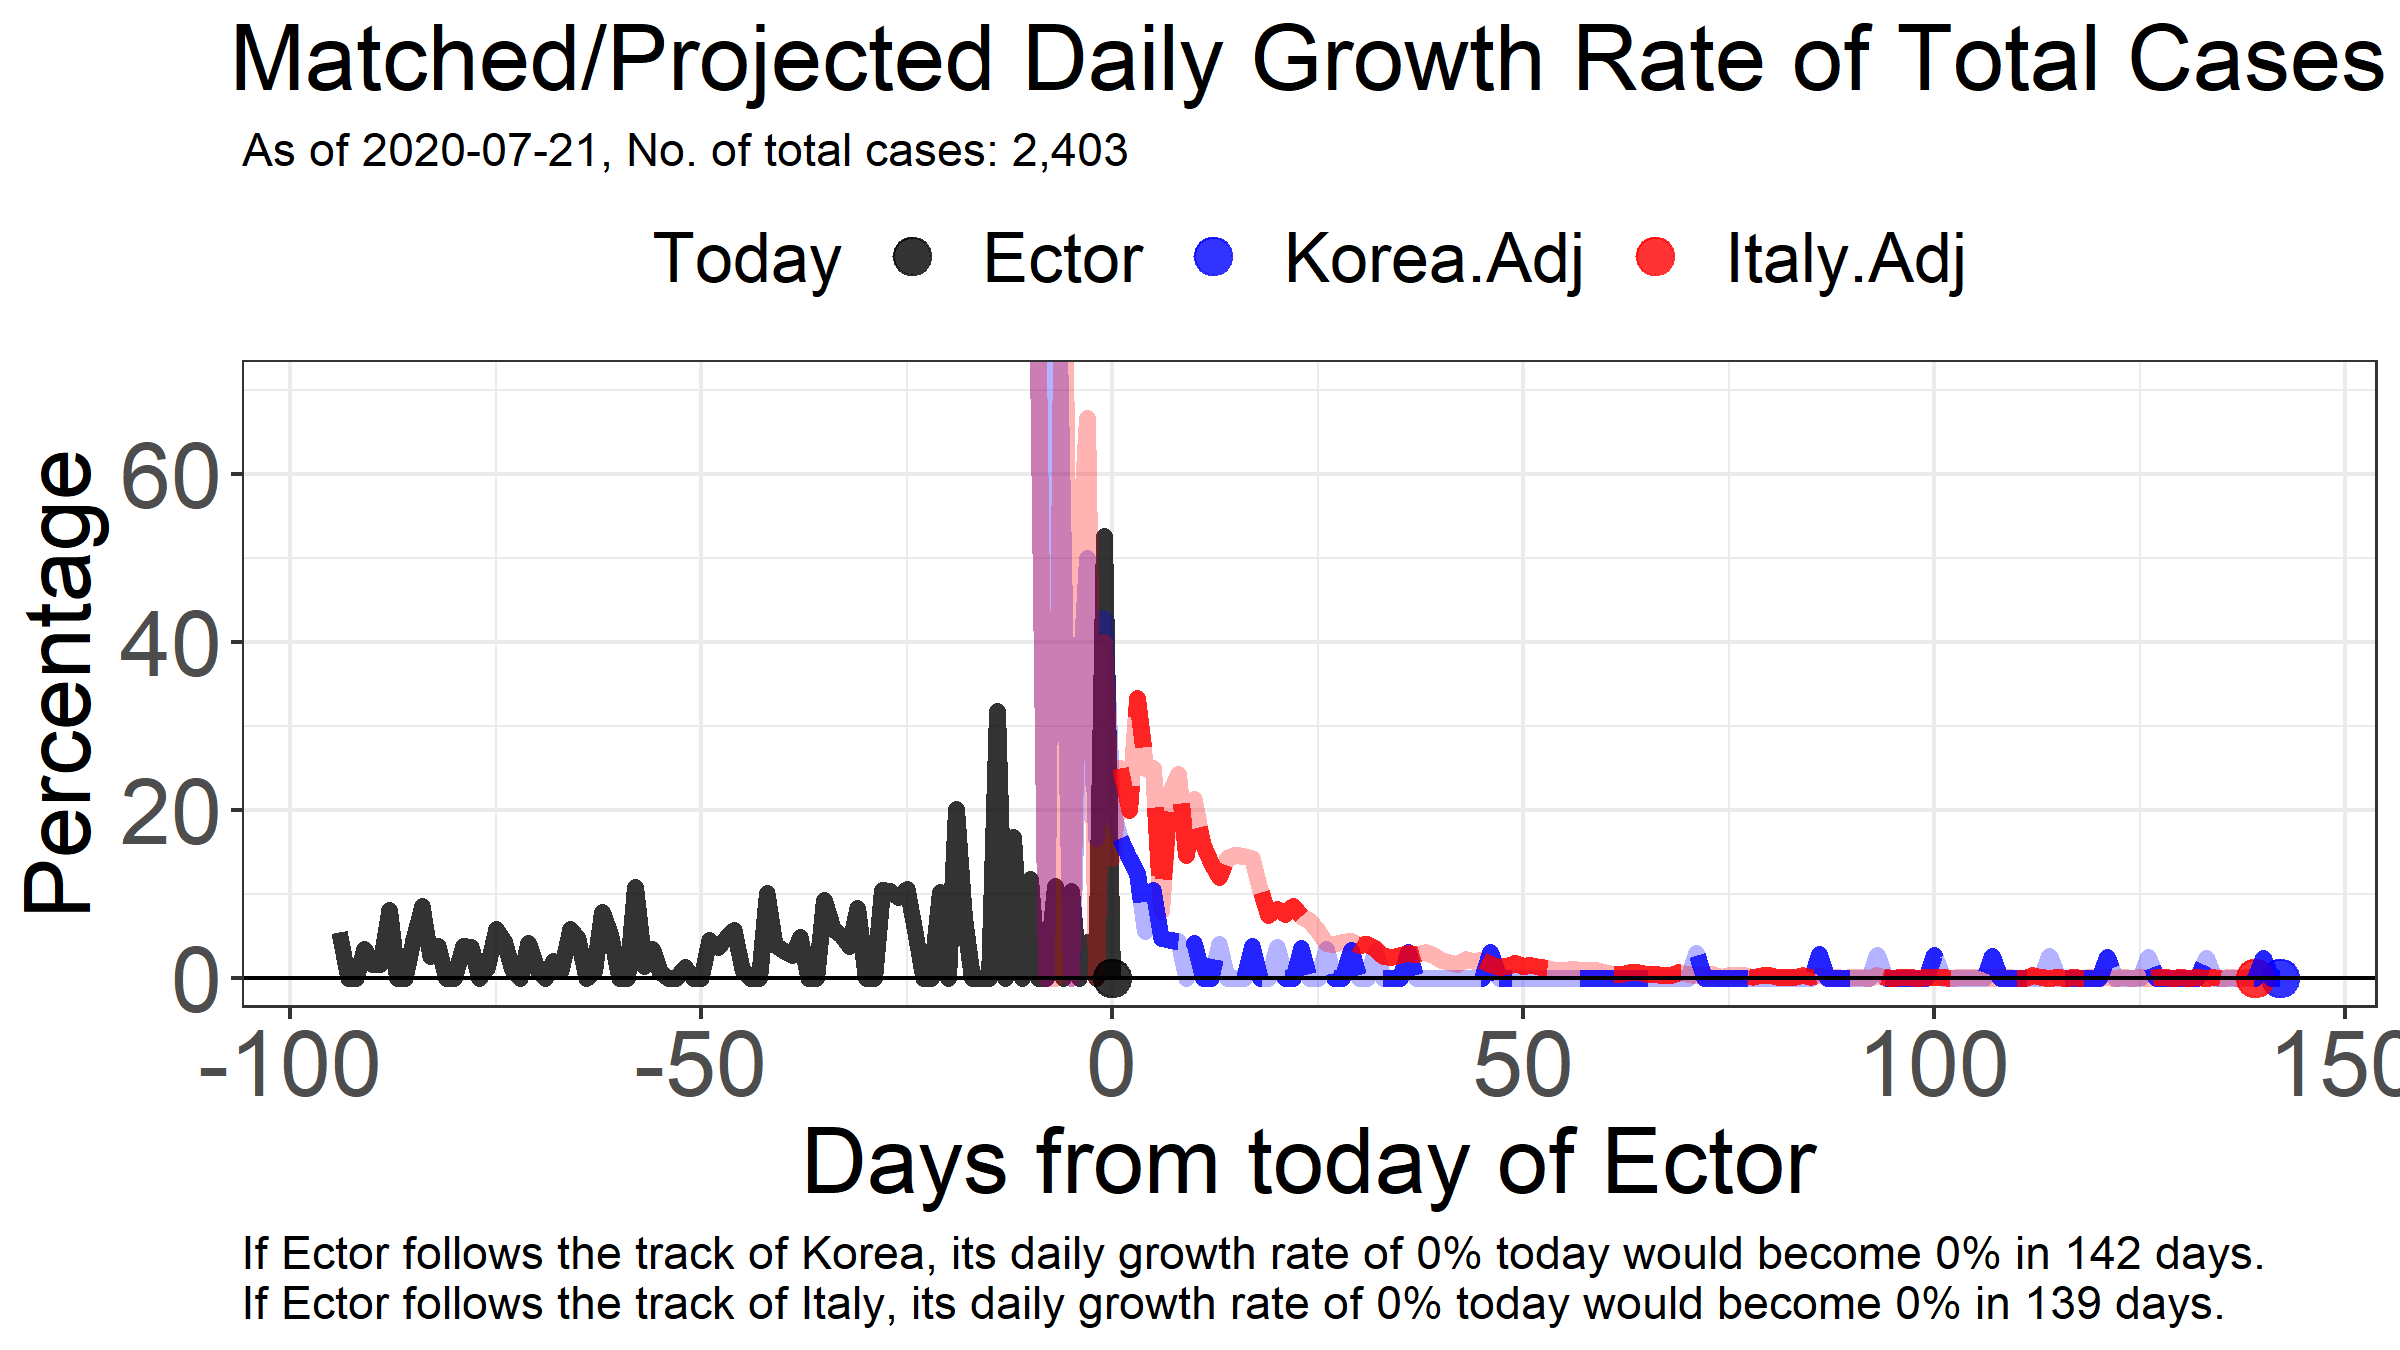 Matched/Projected Daily Growth Rate of Total Cases
As of 2020-07-21, No. of total cases: 2,403
Today Ector Korea.Adj Italy.Adj
Percentage
60
40
20
0
-100 -50 0 50 100 150
Days from today of Ector
If Ector follows the track of Korea, its daily growth rate of 0% today would become 0% in 142 days.
If Ector follows the track of Italy, its daily growth rate of 0% today would become 0% in 139 days.